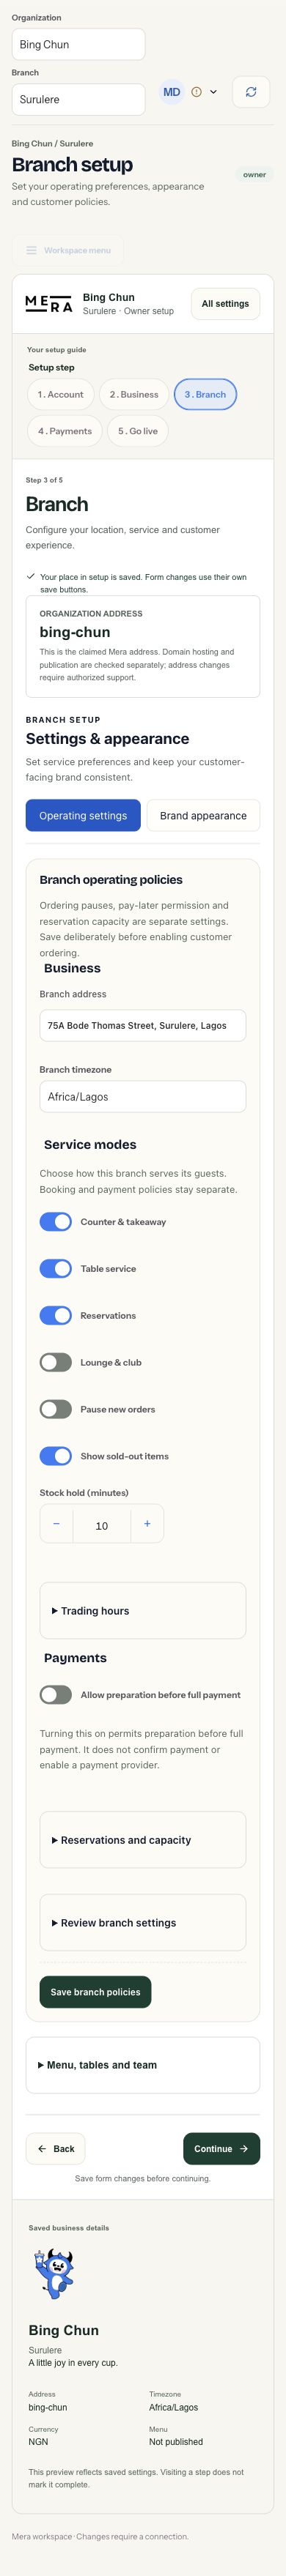 Organization
Bing Chun
Branch
Surulere
MD
Bing Chun / Surulere
Branch setup
Set your operating preferences, appearance
and customer policies.
owner
Workspace menu
MERA
Bing Chun
Surulere · Owner setup
All settings
Your setup guide
Setup step
1. Account
2. Business
3. Branch
4. Payments
5. Go live
Step 3 of 5
Branch
Configure your location, service and customer
experience.
Your place in setup is saved. Form changes use their own
save buttons.
ORGANIZATION ADDRESS
bing-chun
This is the claimed Mera address. Domain hosting and
publication are checked separately; address changes
require authorized support.
BRANCH SETUP
Settings & appearance
Set service preferences and keep your customer-
facing brand consistent.
Operating settings
Brand appearance
Branch operating policies
Ordering pauses, pay-later permission and
reservation capacity are separate settings.
Save deliberately before enabling customer
ordering.
Business
Branch address
75A Bode Thomas Street, Surulere, Lagos
Branch timezone
Africa/Lagos
Service modes
Choose how this branch serves its guests.
Booking and payment policies stay separate.
Counter & takeaway
Table service
Reservations
Lounge & club
Pause new orders
Show sold-out items
Stock hold (minutes)
− 10 +
Trading hours
Payments
Allow preparation before full payment
Turning this on permits preparation before full
payment. It does not confirm payment or
enable a payment provider.
Reservations and capacity
Review branch settings
Save branch policies
Menu, tables and team
Back
Continue
Save form changes before continuing.
Saved business details
Bing Chun
Surulere
A little joy in every cup.
Address
bing-chun
Timezone
Africa/Lagos
Currency
NGN
Menu
Not published
This preview reflects saved settings. Visiting a step does not
mark it complete.
Mera workspace · Changes require a connection.